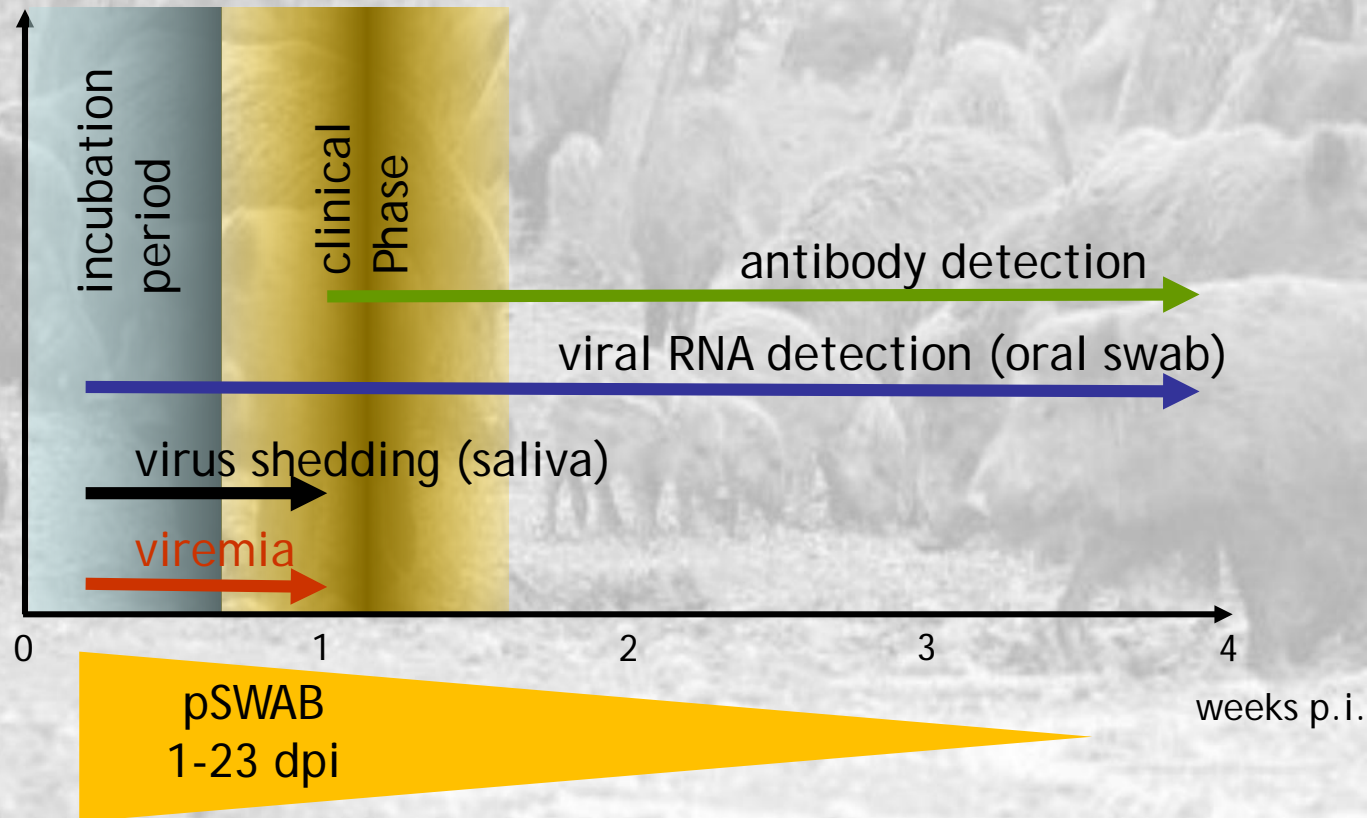 incubation
period
clinical
Phase
antibody detection
viral RNA detection (oral swab)
virus shedding (saliva)
viremia
0
1
2
3
4
weeks p.i.
pSWAB
1-23 dpi